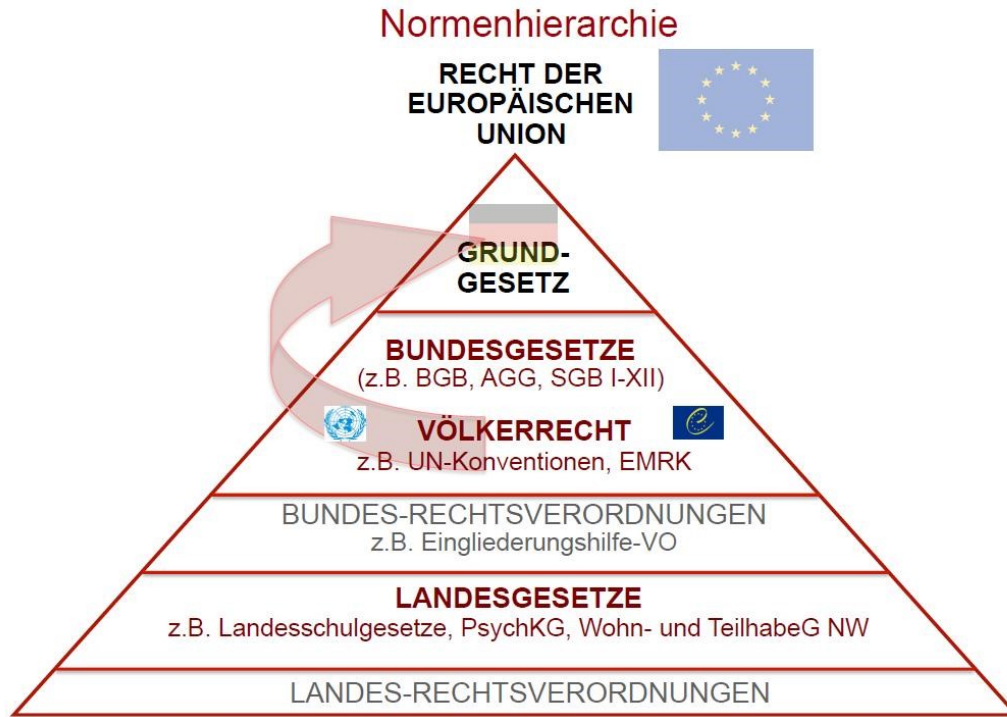 Normenhierarchie
RECHT DER
EUROPÄISCHEN
UNION
GRUND-
GESETZ
BUNDESGESETZE
(z.B. BGB, AGG, SGB I-XII)
VÖLKERRECHT
z.B. UN-Konventionen, EMRK
BUNDES-RECHTSVERORDNUNGEN
z.B. Eingliederungshilfe-VO
LANDESGESETZE
z.B. Landesschulgesetze, PsychKG, Wohn- und TeilhabeG NW
LANDES-RECHTSVERORDNUNGEN